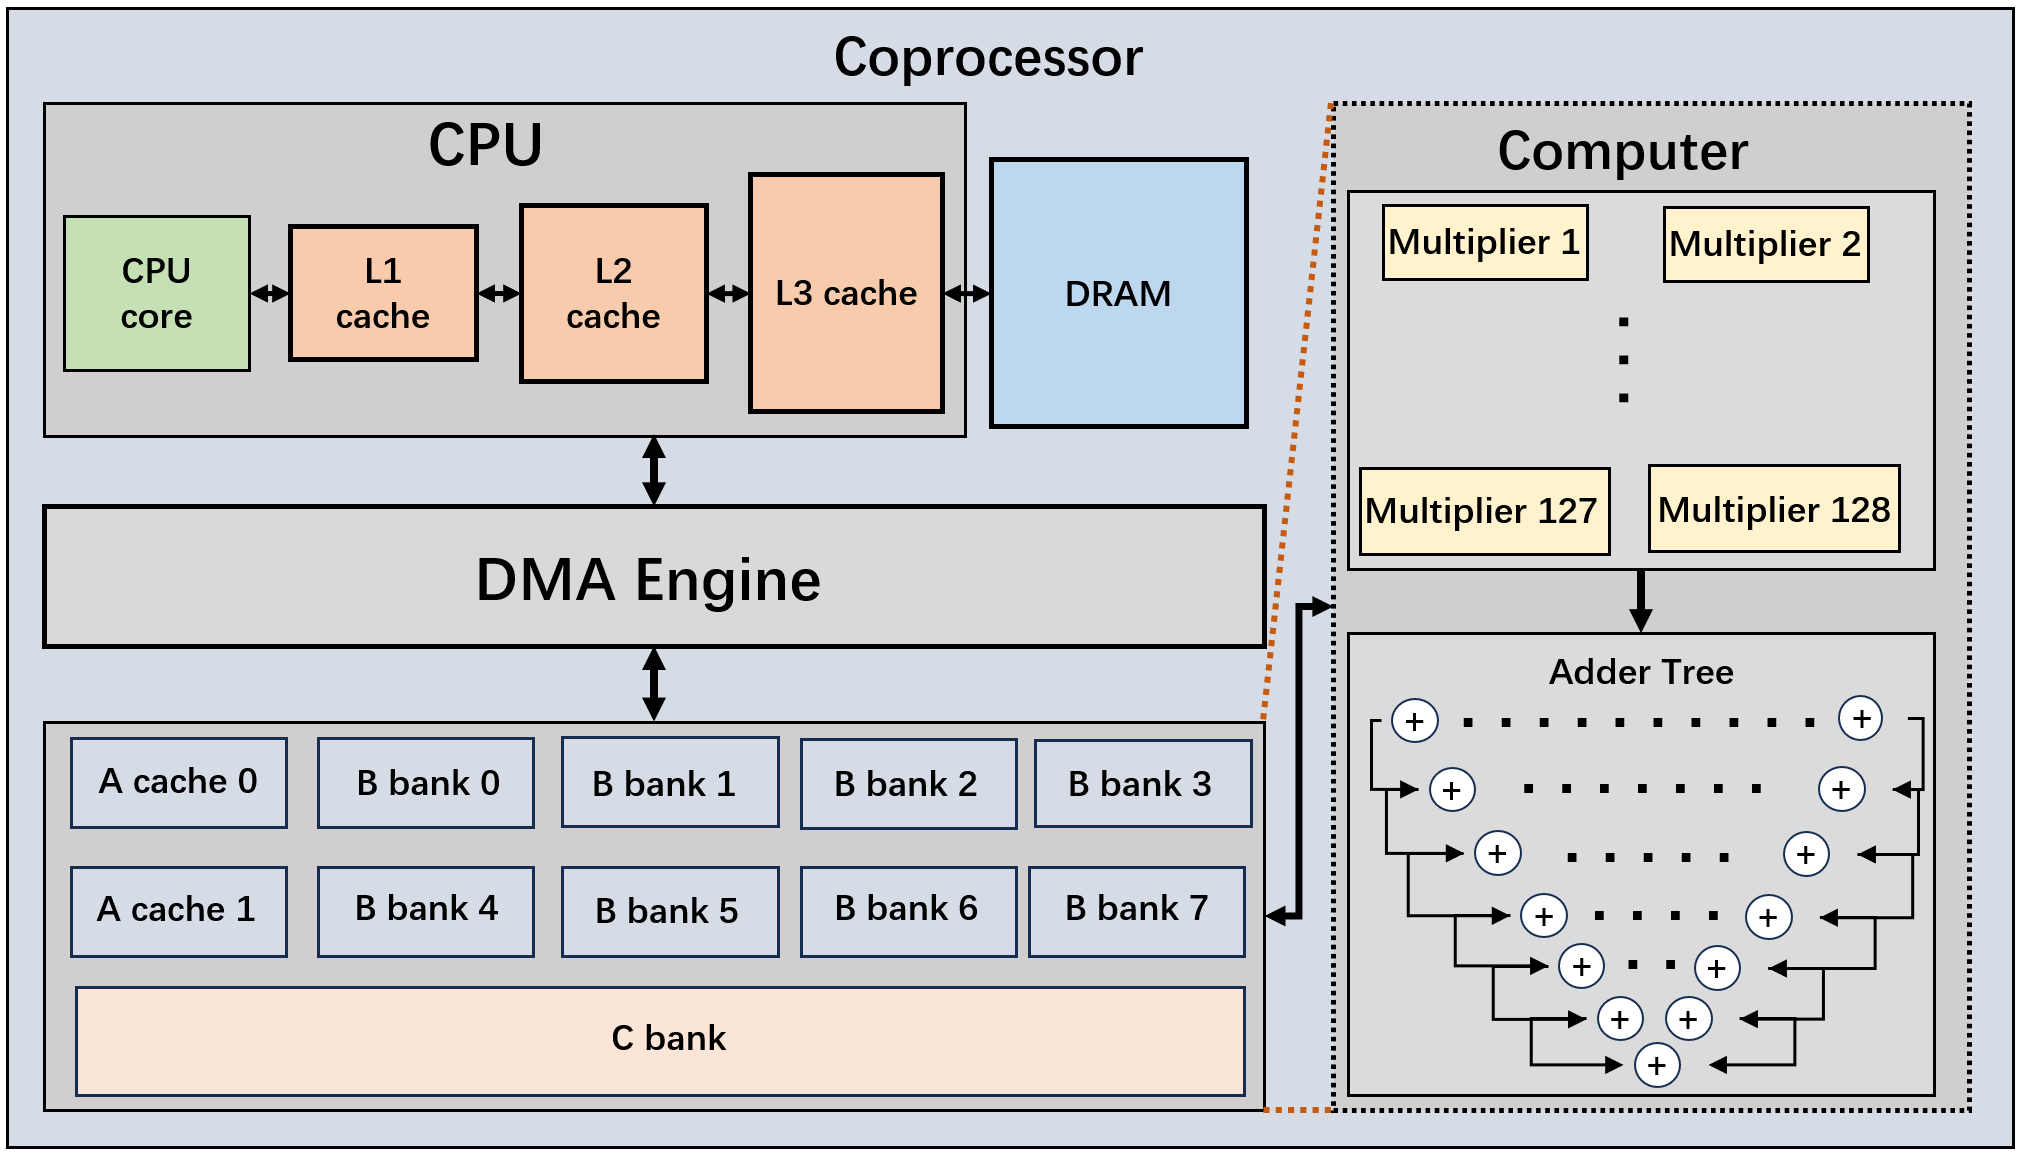 Coprocessor
CPU
CPU
core
L1
cache
L2
cache
L3 cache
DRAM
DMA Engine
A cache 0
B bank 0
B bank 1
B bank 2
B bank 3
A cache 1
B bank 4
B bank 5
B bank 6
B bank 7
C bank
Computer
Multiplier 1
Multiplier 2
Multiplier 127
Multiplier 128
Adder Tree
+ +
+ +
+ +
+ +
+ +
+ +
+